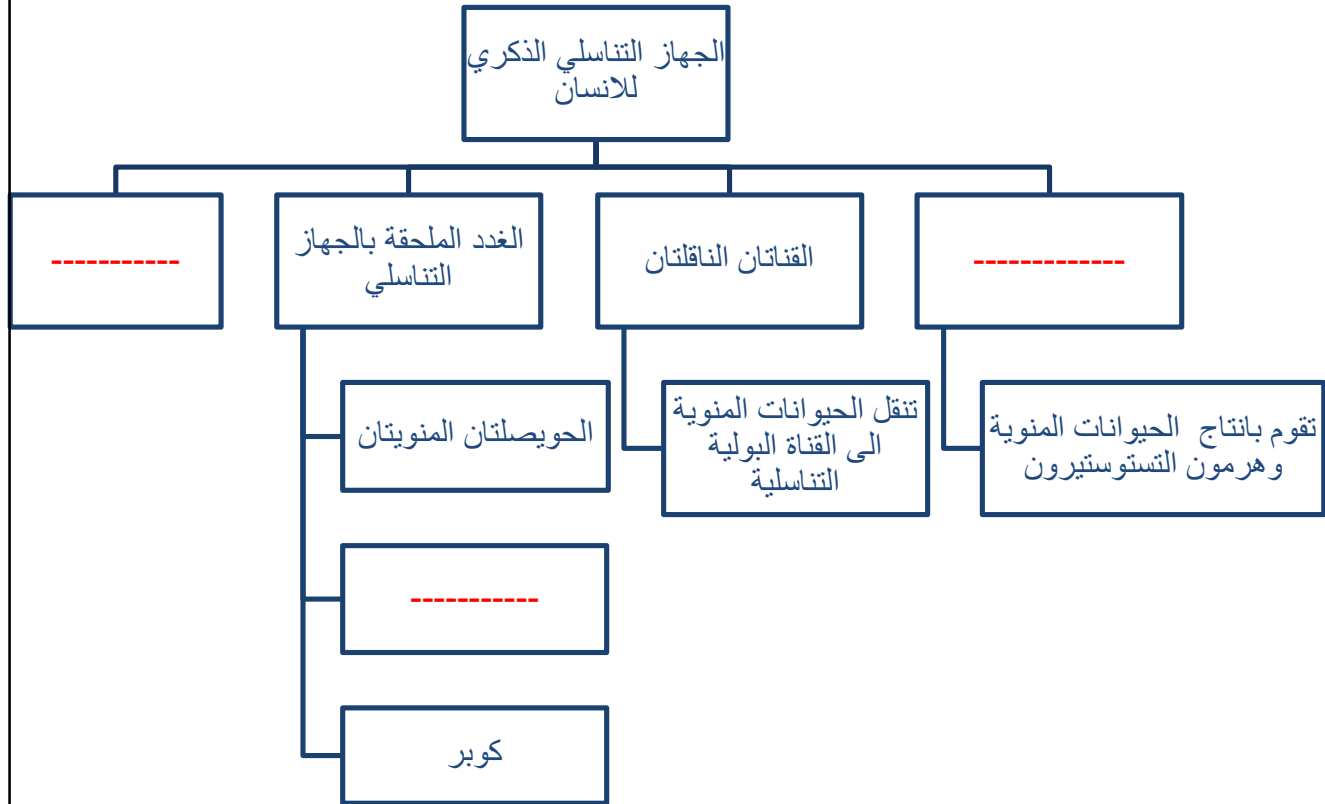 الجهاز التناسلي الذكري
للانسان
-------------
القناتان الناقلتان
الغدد الملحقة بالجهاز
التناسلي
-----------
تقوم بانتاج الحيوانات المنوية
وهرمون التستوستيرون
تنقل الحيوانات المنوية
الى القناة البولية
التناسلية
الحويصلتان المنويتان
-----------
كوبر